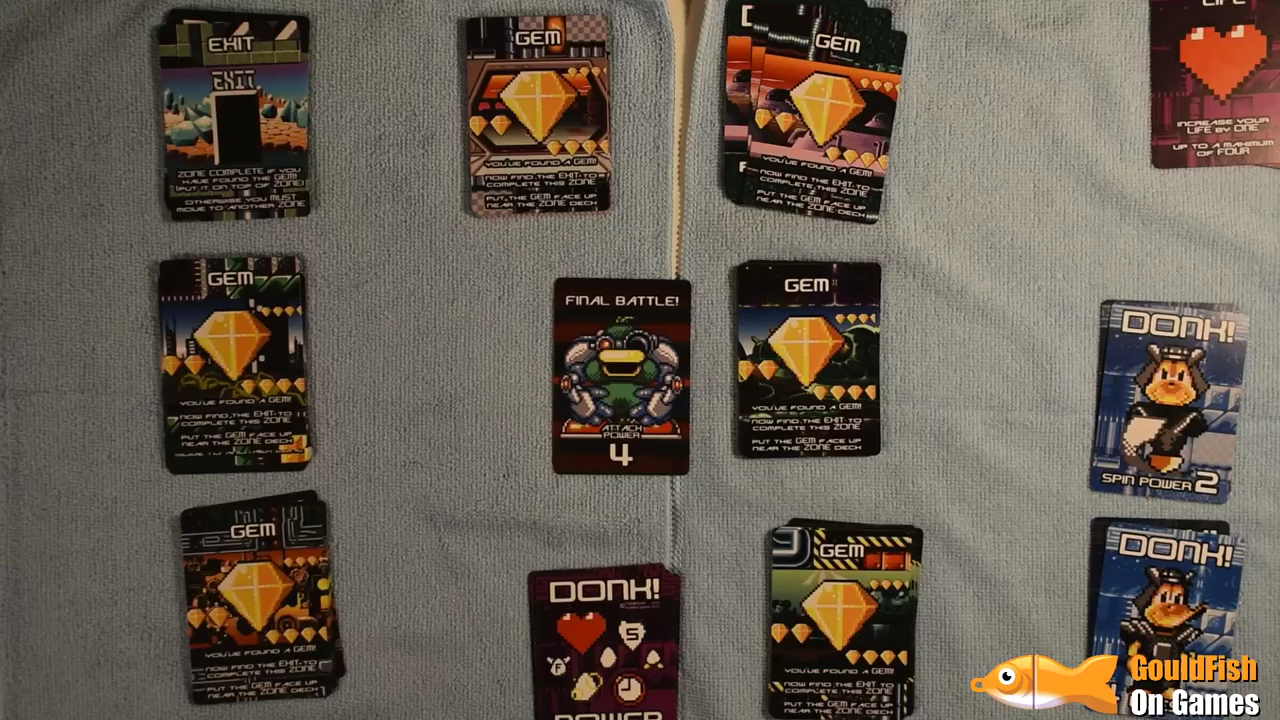 EXIT
EXIT
ZONE COMPLETE IF YOU
HAVE FOUND THE GEM!
(PUT IT ON TOP OF ZONE)
OTHERWISE YOU MUST
MOVE TO ANOTHER ZONE
GEM
YOU'VE FOUND A GEM!
NOW FIND THE EXIT TO
COMPLETE THIS ZONE
PUT THE GEM FACE UP
NEAR THE ZONE DECK
GEM
YOU'VE FOUND A GEM!
NOW FIND THE EXIT TO
COMPLETE THIS ZONE
PUT THE GEM FACE UP
NEAR THE ZONE DECK
LIFE
INCREASE YOUR
LIFE BY ONE
UP TO A MAXIMUM
OF FOUR
GEM
YOU'VE FOUND A GEM!
NOW FIND THE EXIT TO
COMPLETE THIS ZONE
PUT THE GEM FACE UP
NEAR THE ZONE DECK
FINAL BATTLE!
ATTACK
POWER
4
GEM
YOU'VE FOUND A GEM!
NOW FIND THE EXIT TO
COMPLETE THIS ZONE
PUT THE GEM FACE UP
NEAR THE ZONE DECK
DONK!
SPIN POWER 2
GEM
YOU'VE FOUND A GEM!
NOW FIND THE EXIT TO
COMPLETE THIS ZONE
PUT THE GEM FACE UP
NEAR THE ZONE DECK
DONK!
S
POWER
GEM
YOU'VE FOUND A GEM!
NOW FIND THE EXIT TO
COMPLETE THIS ZONE
PUT THE GEM FACE UP
NEAR THE ZONE DECK
DONK!
GouldFish
On Games